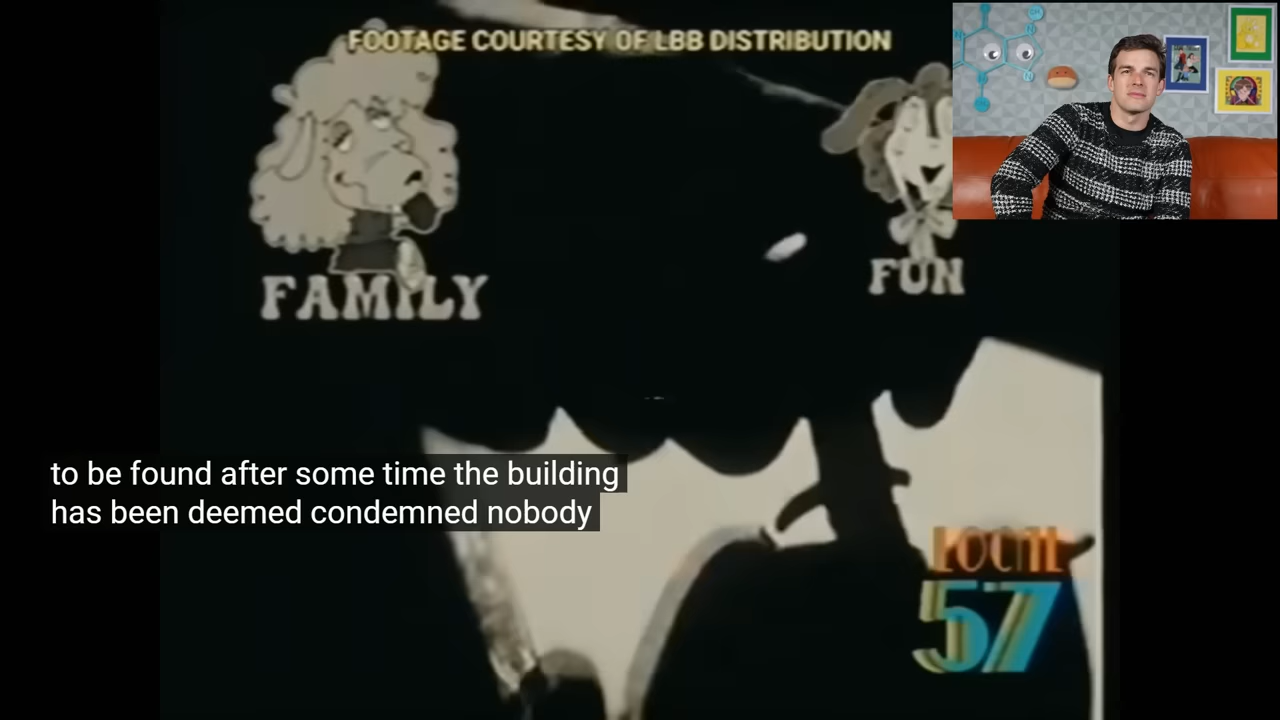 FOOTAGE COURTESY OF LBB DISTRIBUTION
FAMILY
FUN
to be found after some time the building
has been deemed condemned nobody
LOCAL
57